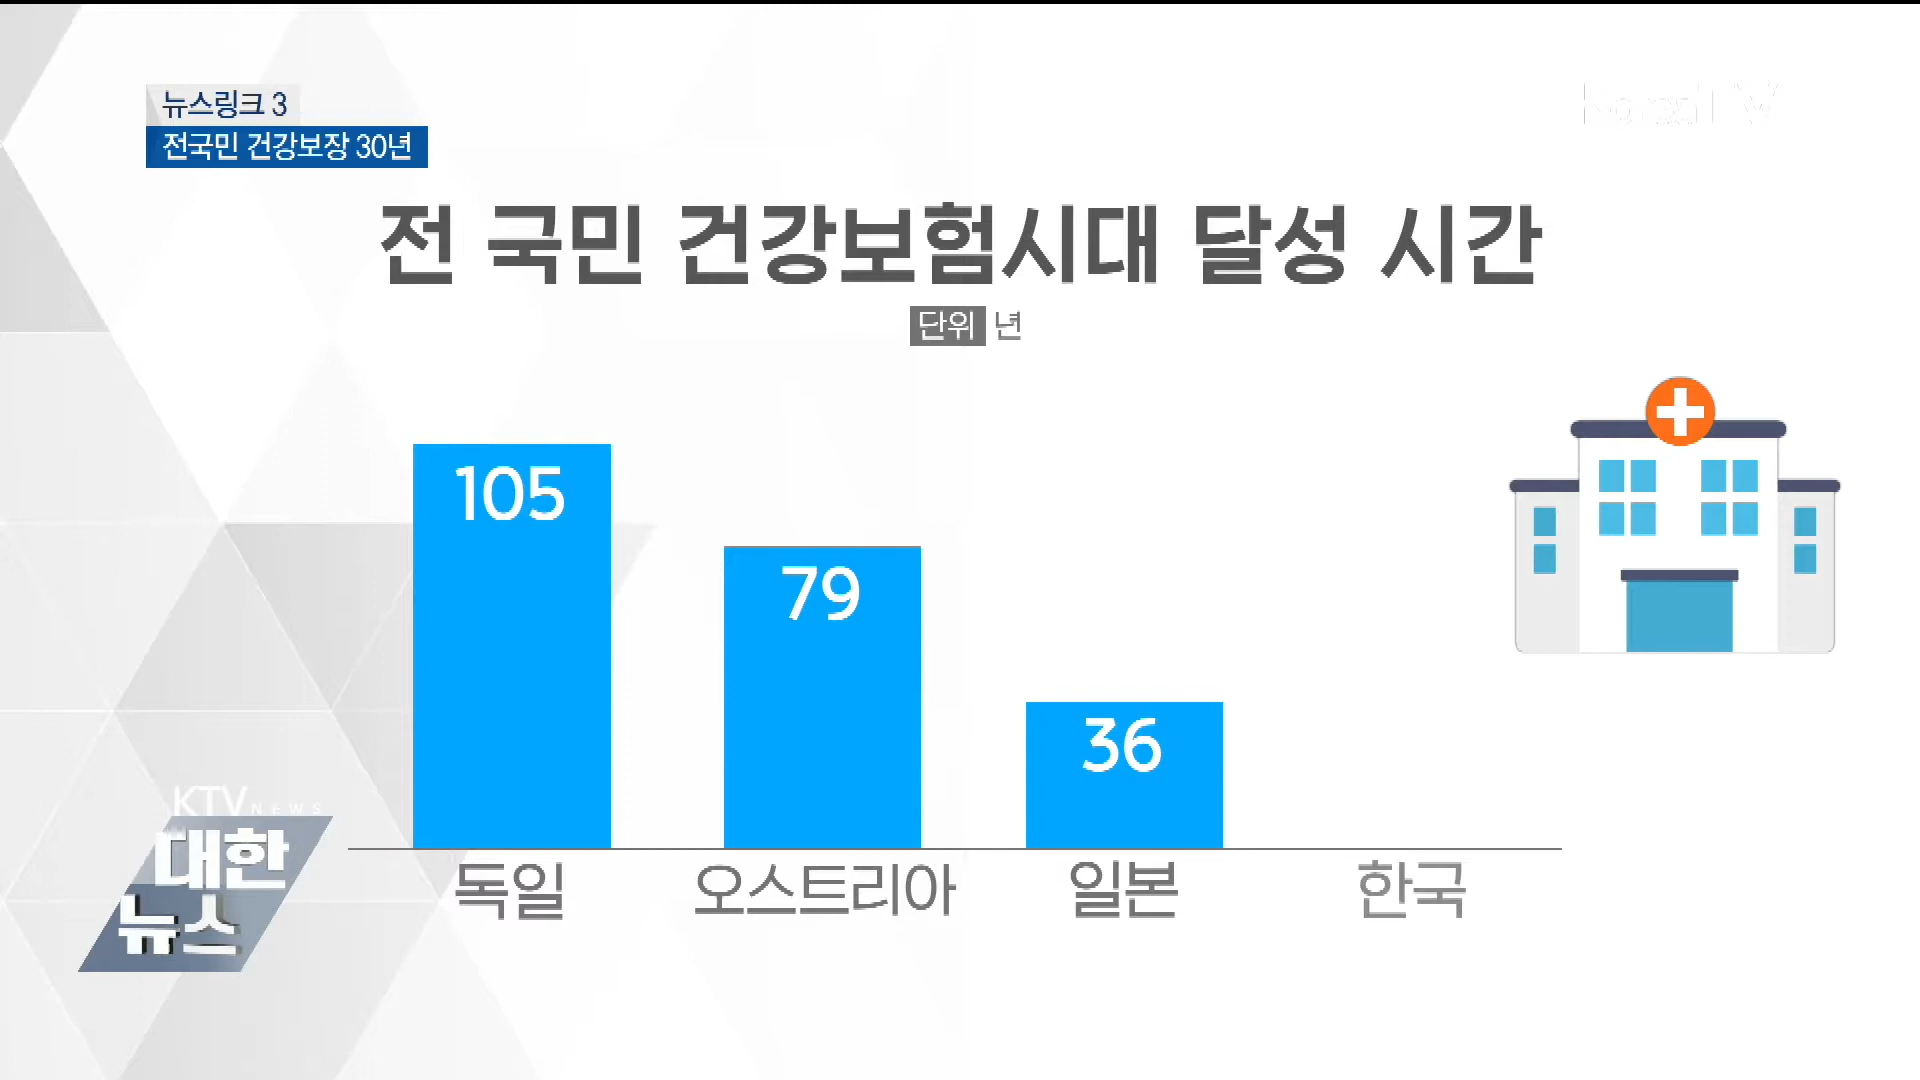 뉴스링크 3
전국민 건강보장 30년
전 국민 건강보험시대 달성 시간
단위 년
105
79
36
독일 오스트리아 일본 한국
KTV NEWS
대한
뉴스